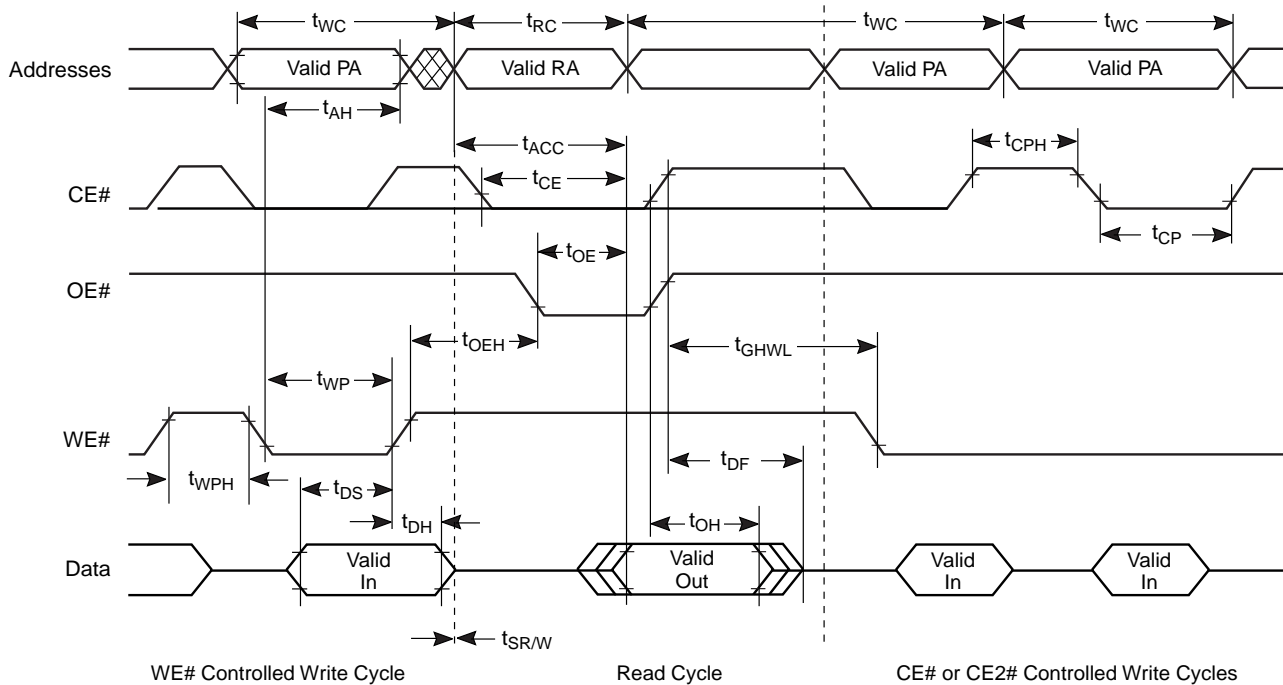 tWC
tRC
tWC
tWC
Addresses
Valid PA
Valid RA
Valid PA
Valid PA
tAH
tACC
tCPH
CE#
tCE
tCP
tOE
OE#
tOEH
tGHWL
tWP
WE#
tDF
tWPH
tDS
tDH
tOH
Data
Valid
In
Valid
Out
Valid
In
Valid
In
tSR/W
WE# Controlled Write Cycle
Read Cycle
CE# or CE2# Controlled Write Cycles